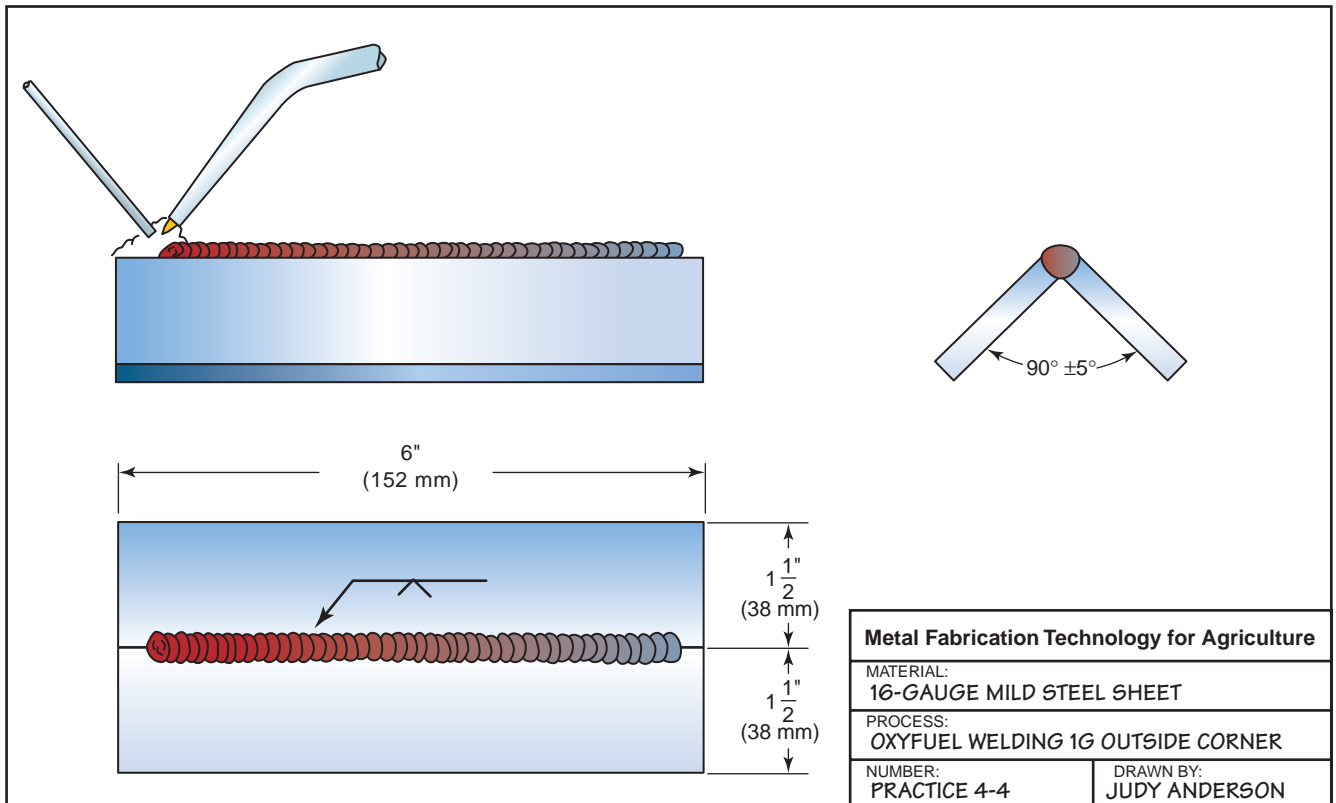 90° ±5°
6"
(152 mm)
1 1/2"
(38 mm)
1 1/2"
(38 mm)
Metal Fabrication Technology for Agriculture
MATERIAL:
16-GAUGE MILD STEEL SHEET
PROCESS:
OXYFUEL WELDING 1G OUTSIDE CORNER
NUMBER:
PRACTICE 4-4
DRAWN BY:
JUDY ANDERSON